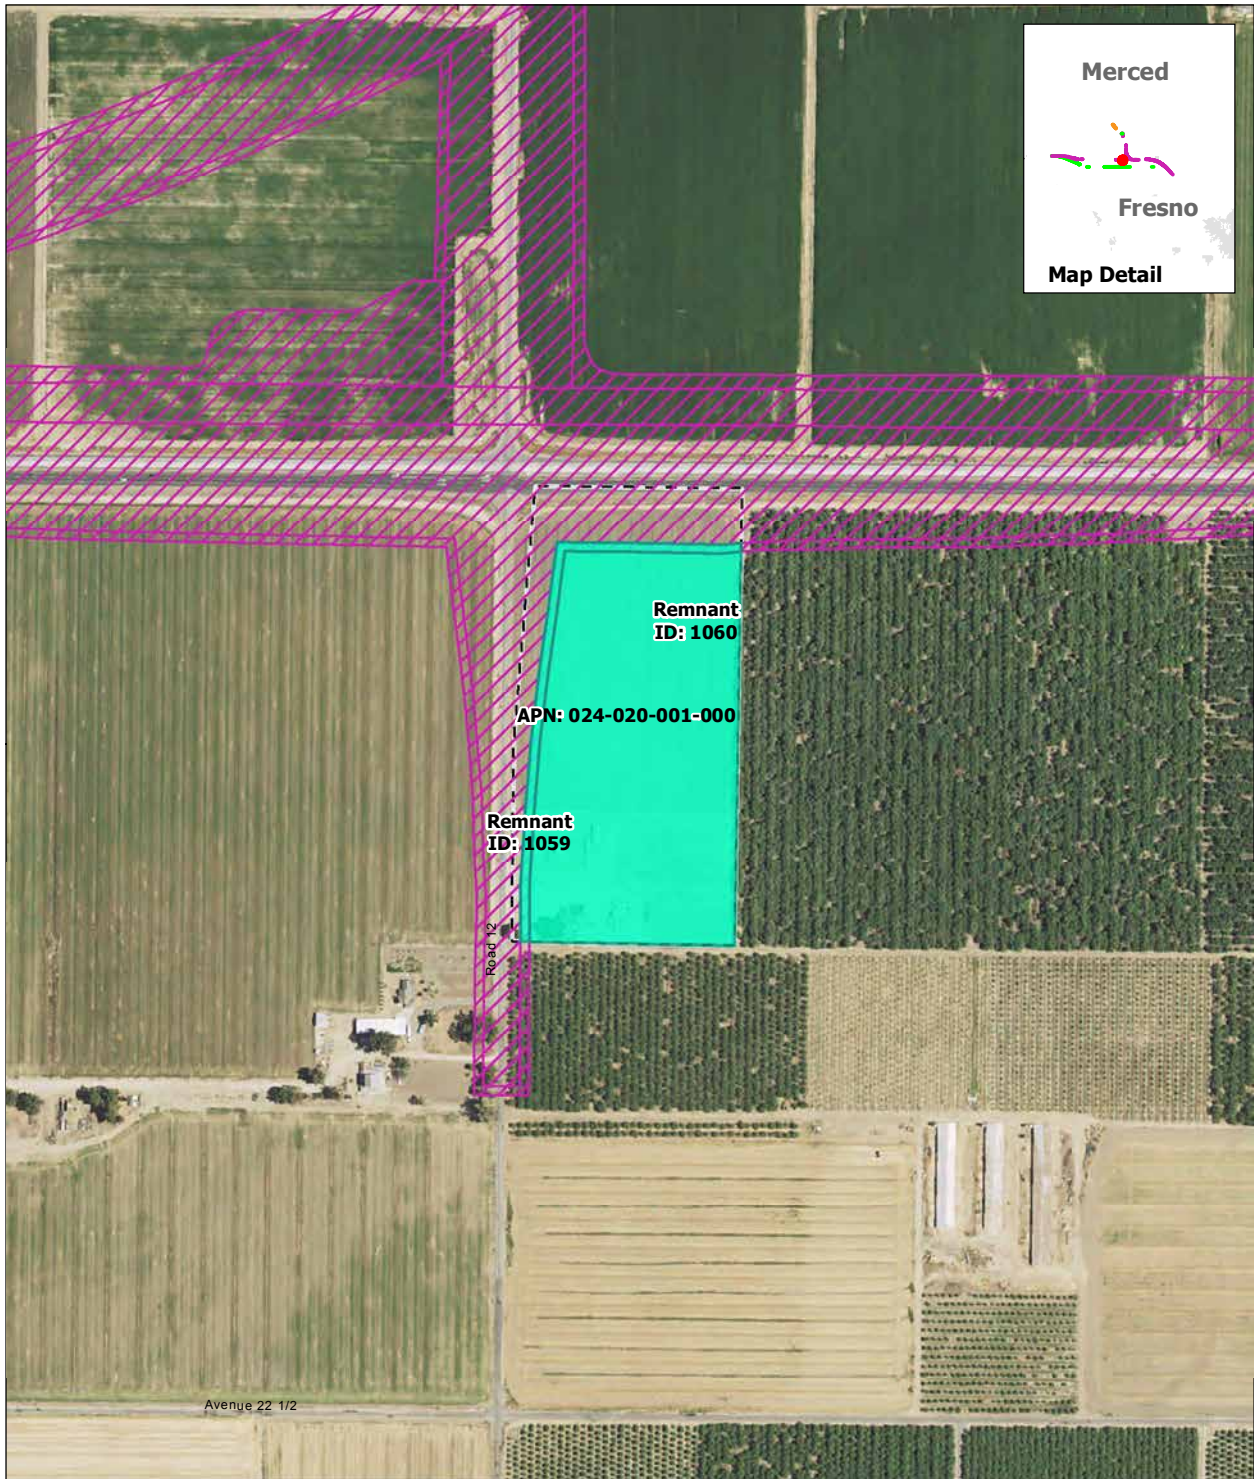 Merced
Fresno
Map Detail
Remnant
ID: 1060
APN: 024-020-001-000
Remnant
ID: 1059
Road 12
Avenue 22 1/2